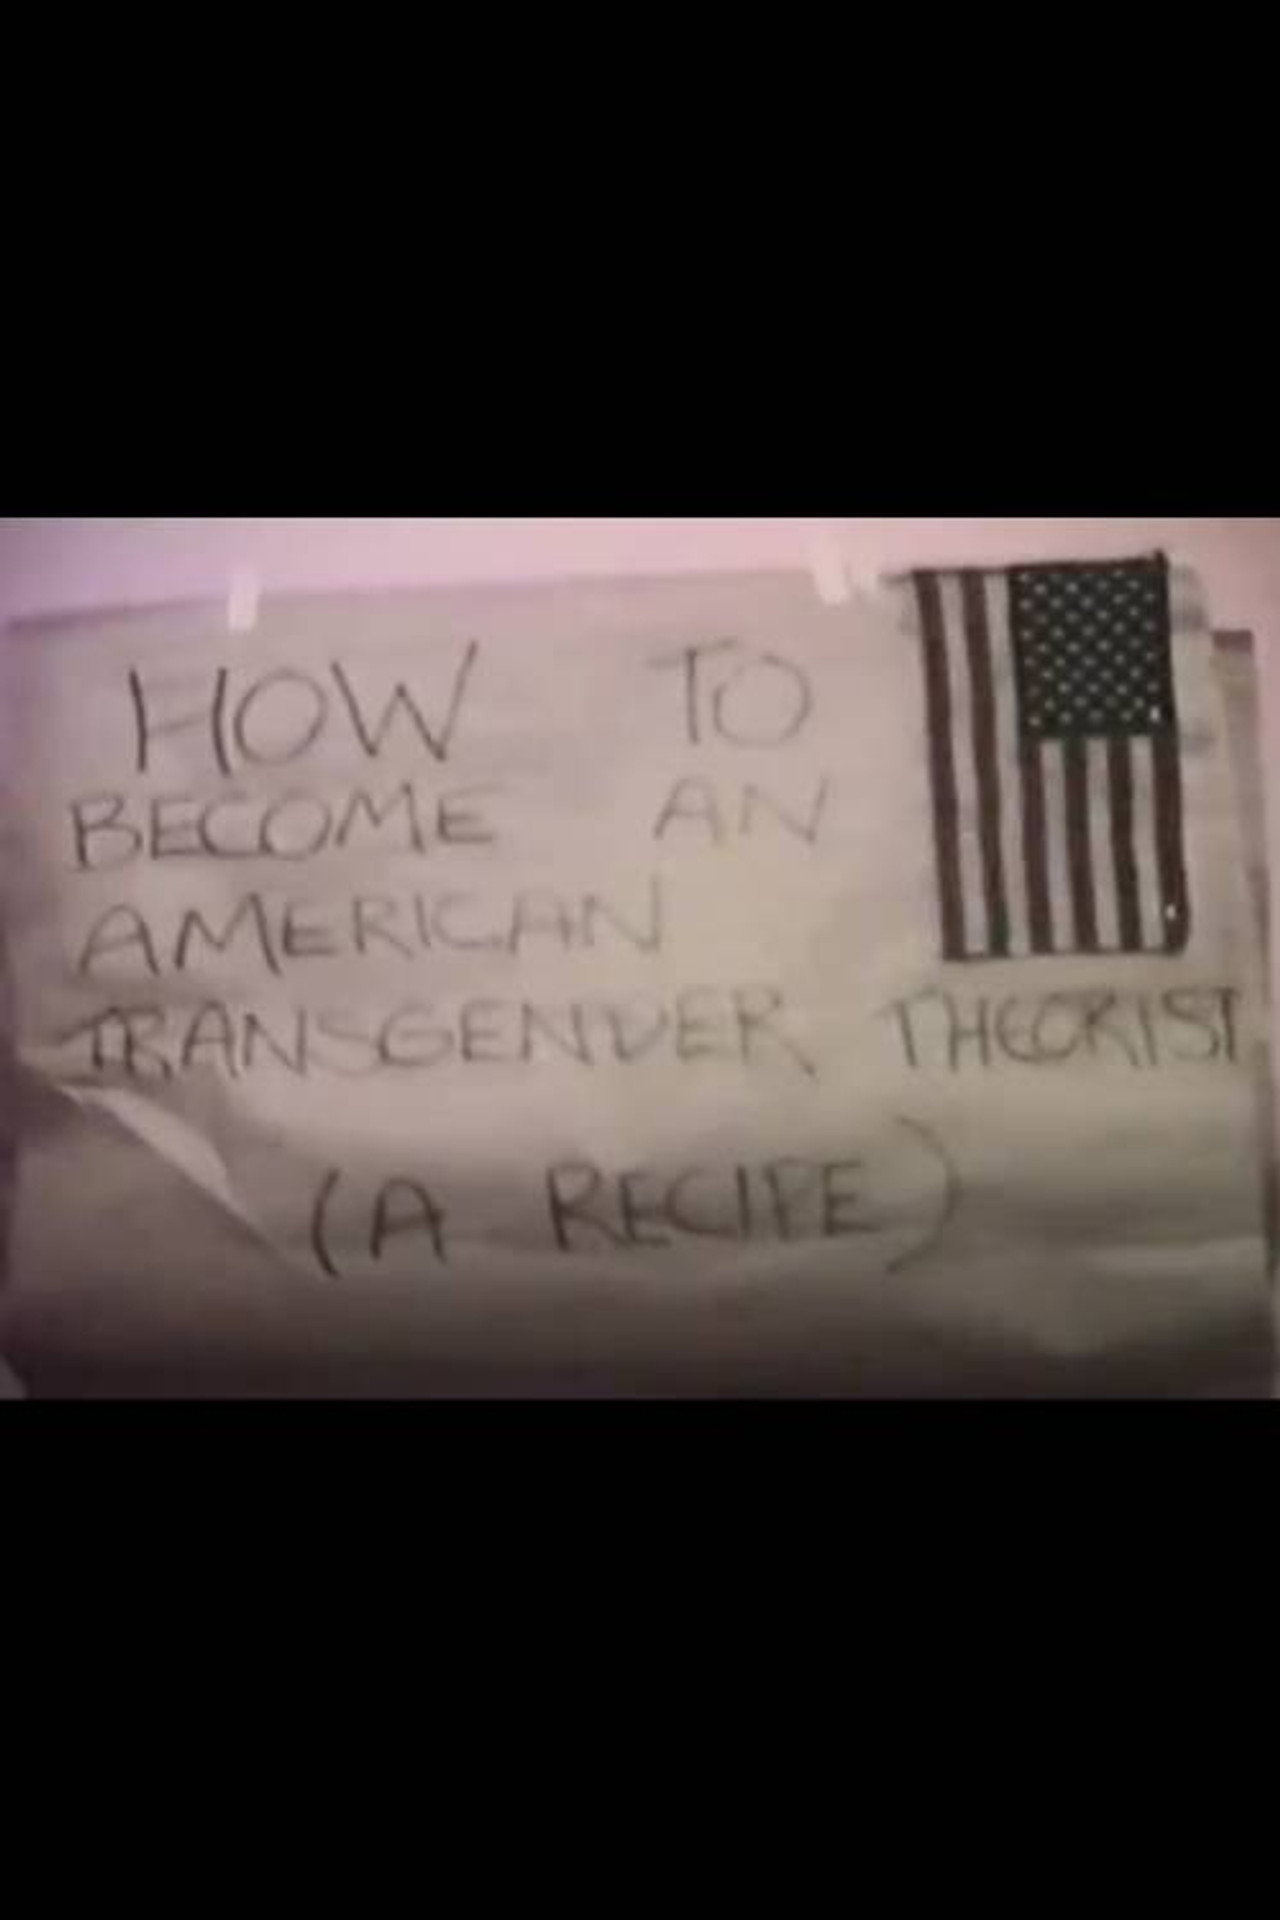 HOW TO
BECOME AN
AMERICAN
TRANSGENDER THEORIST
(A RECIPE)